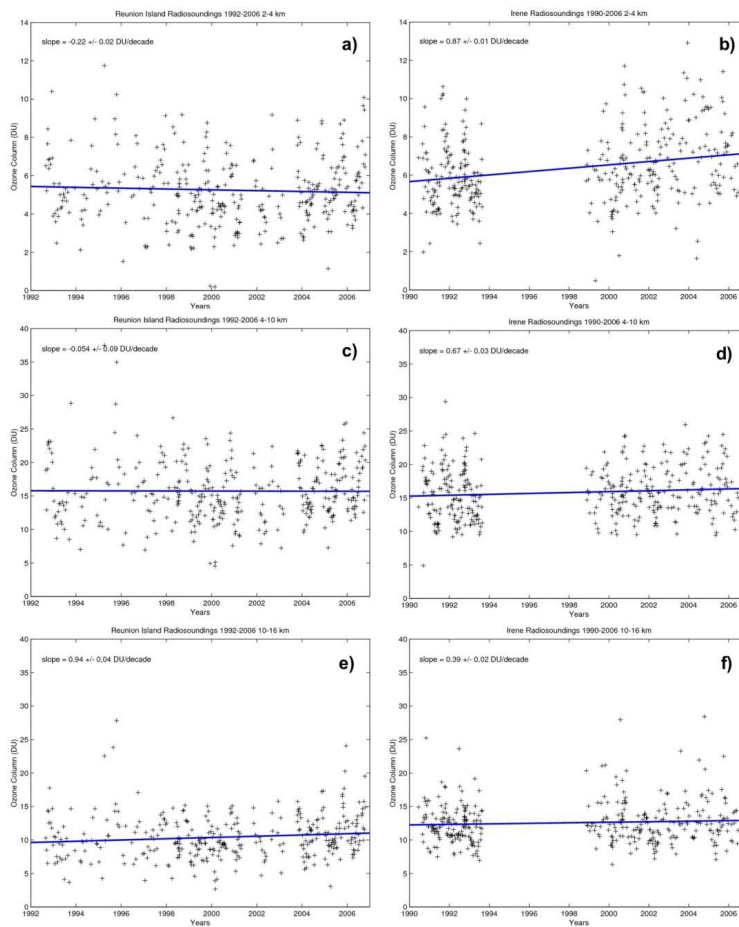 Reunion Island Radiosoundings 1992-2006 2-4 km
a)
slope = -0.22 +/- 0.02 DU/decade
Ozone Column (DU)
14
12
10
8
6
4
2
0
1992 1994 1996 1998 2000 2002 2004 2006
Years
Irene Radiosoundings 1990-2006 2-4 km
b)
slope = 0.87 +/- 0.01 DU/decade
Ozone Column (DU)
14
12
10
8
6
4
2
0
1990 1992 1994 1996 1998 2000 2002 2004 2006
Years
Reunion Island Radiosoundings 1992-2006 4-10 km
c)
slope = -0.054 +/- 0.09 DU/decade
Ozone Column (DU)
40
35
30
25
20
15
10
5
0
1992 1994 1996 1998 2000 2002 2004 2006
Years
Irene Radiosoundings 1990-2006 4-10 km
d)
slope = 0.67 +/- 0.03 DU/decade
Ozone Column (DU)
40
35
30
25
20
15
10
5
0
1990 1992 1994 1996 1998 2000 2002 2004 2006
Years
Reunion Island Radiosoundings 1992-2006 10-16 km
e)
slope = 0.94 +/- 0.04 DU/decade
Ozone Column (DU)
40
35
30
25
20
15
10
5
0
1992 1994 1996 1998 2000 2002 2004 2006
Years
Irene Radiosoundings 1990-2006 10-16 km
f)
slope = 0.39 +/- 0.02 DU/decade
Ozone Column (DU)
40
35
30
25
20
15
10
5
0
1990 1992 1994 1996 1998 2000 2002 2004 2006
Years